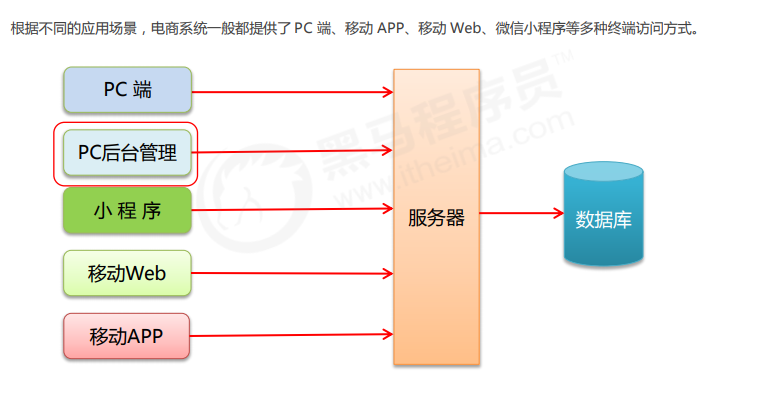 根据不同的应用场景，电商系统一般都提供了 PC 端、移动 APP、移动 Web、微信小程序等多种终端访问方式。
PC 端
PC后台管理
小 程 序
移动Web
移动APP
服务器
数据库
黑马程序员™
www.itheima.com